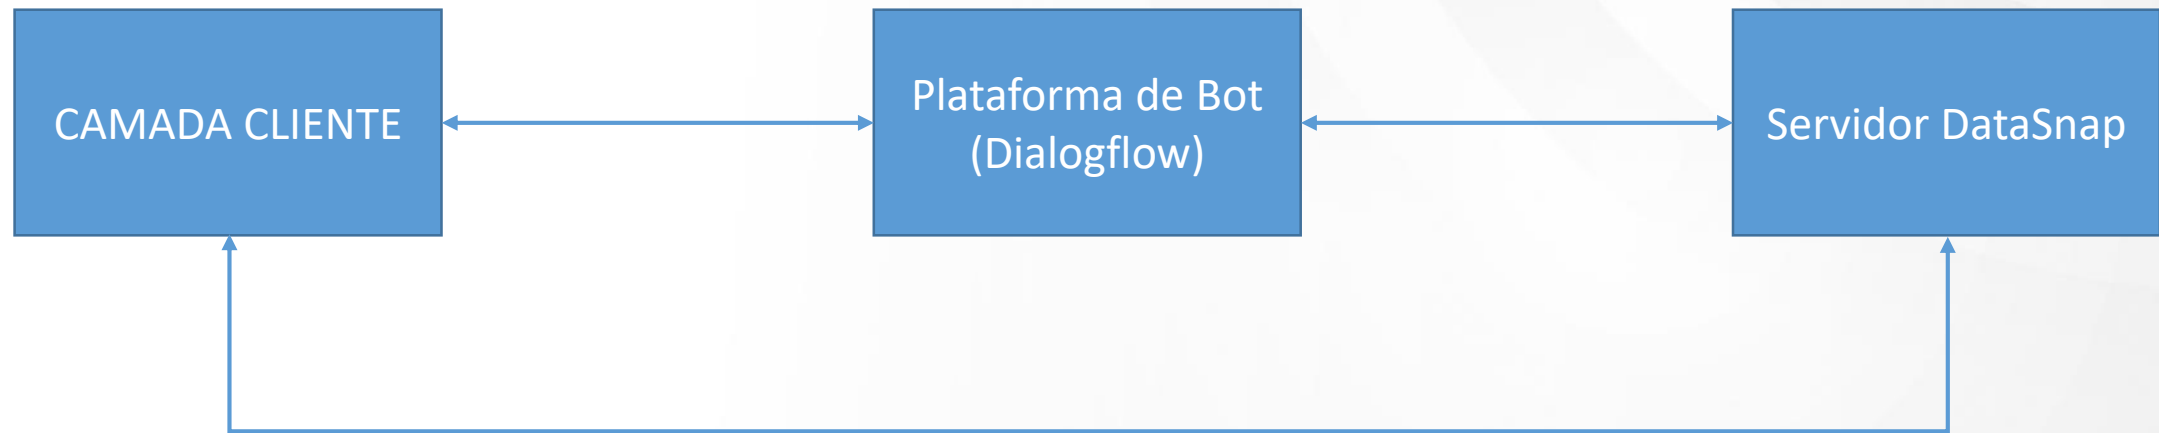 CAMADA CLIENTE
Plataforma de Bot
(Dialogflow)
Servidor DataSnap